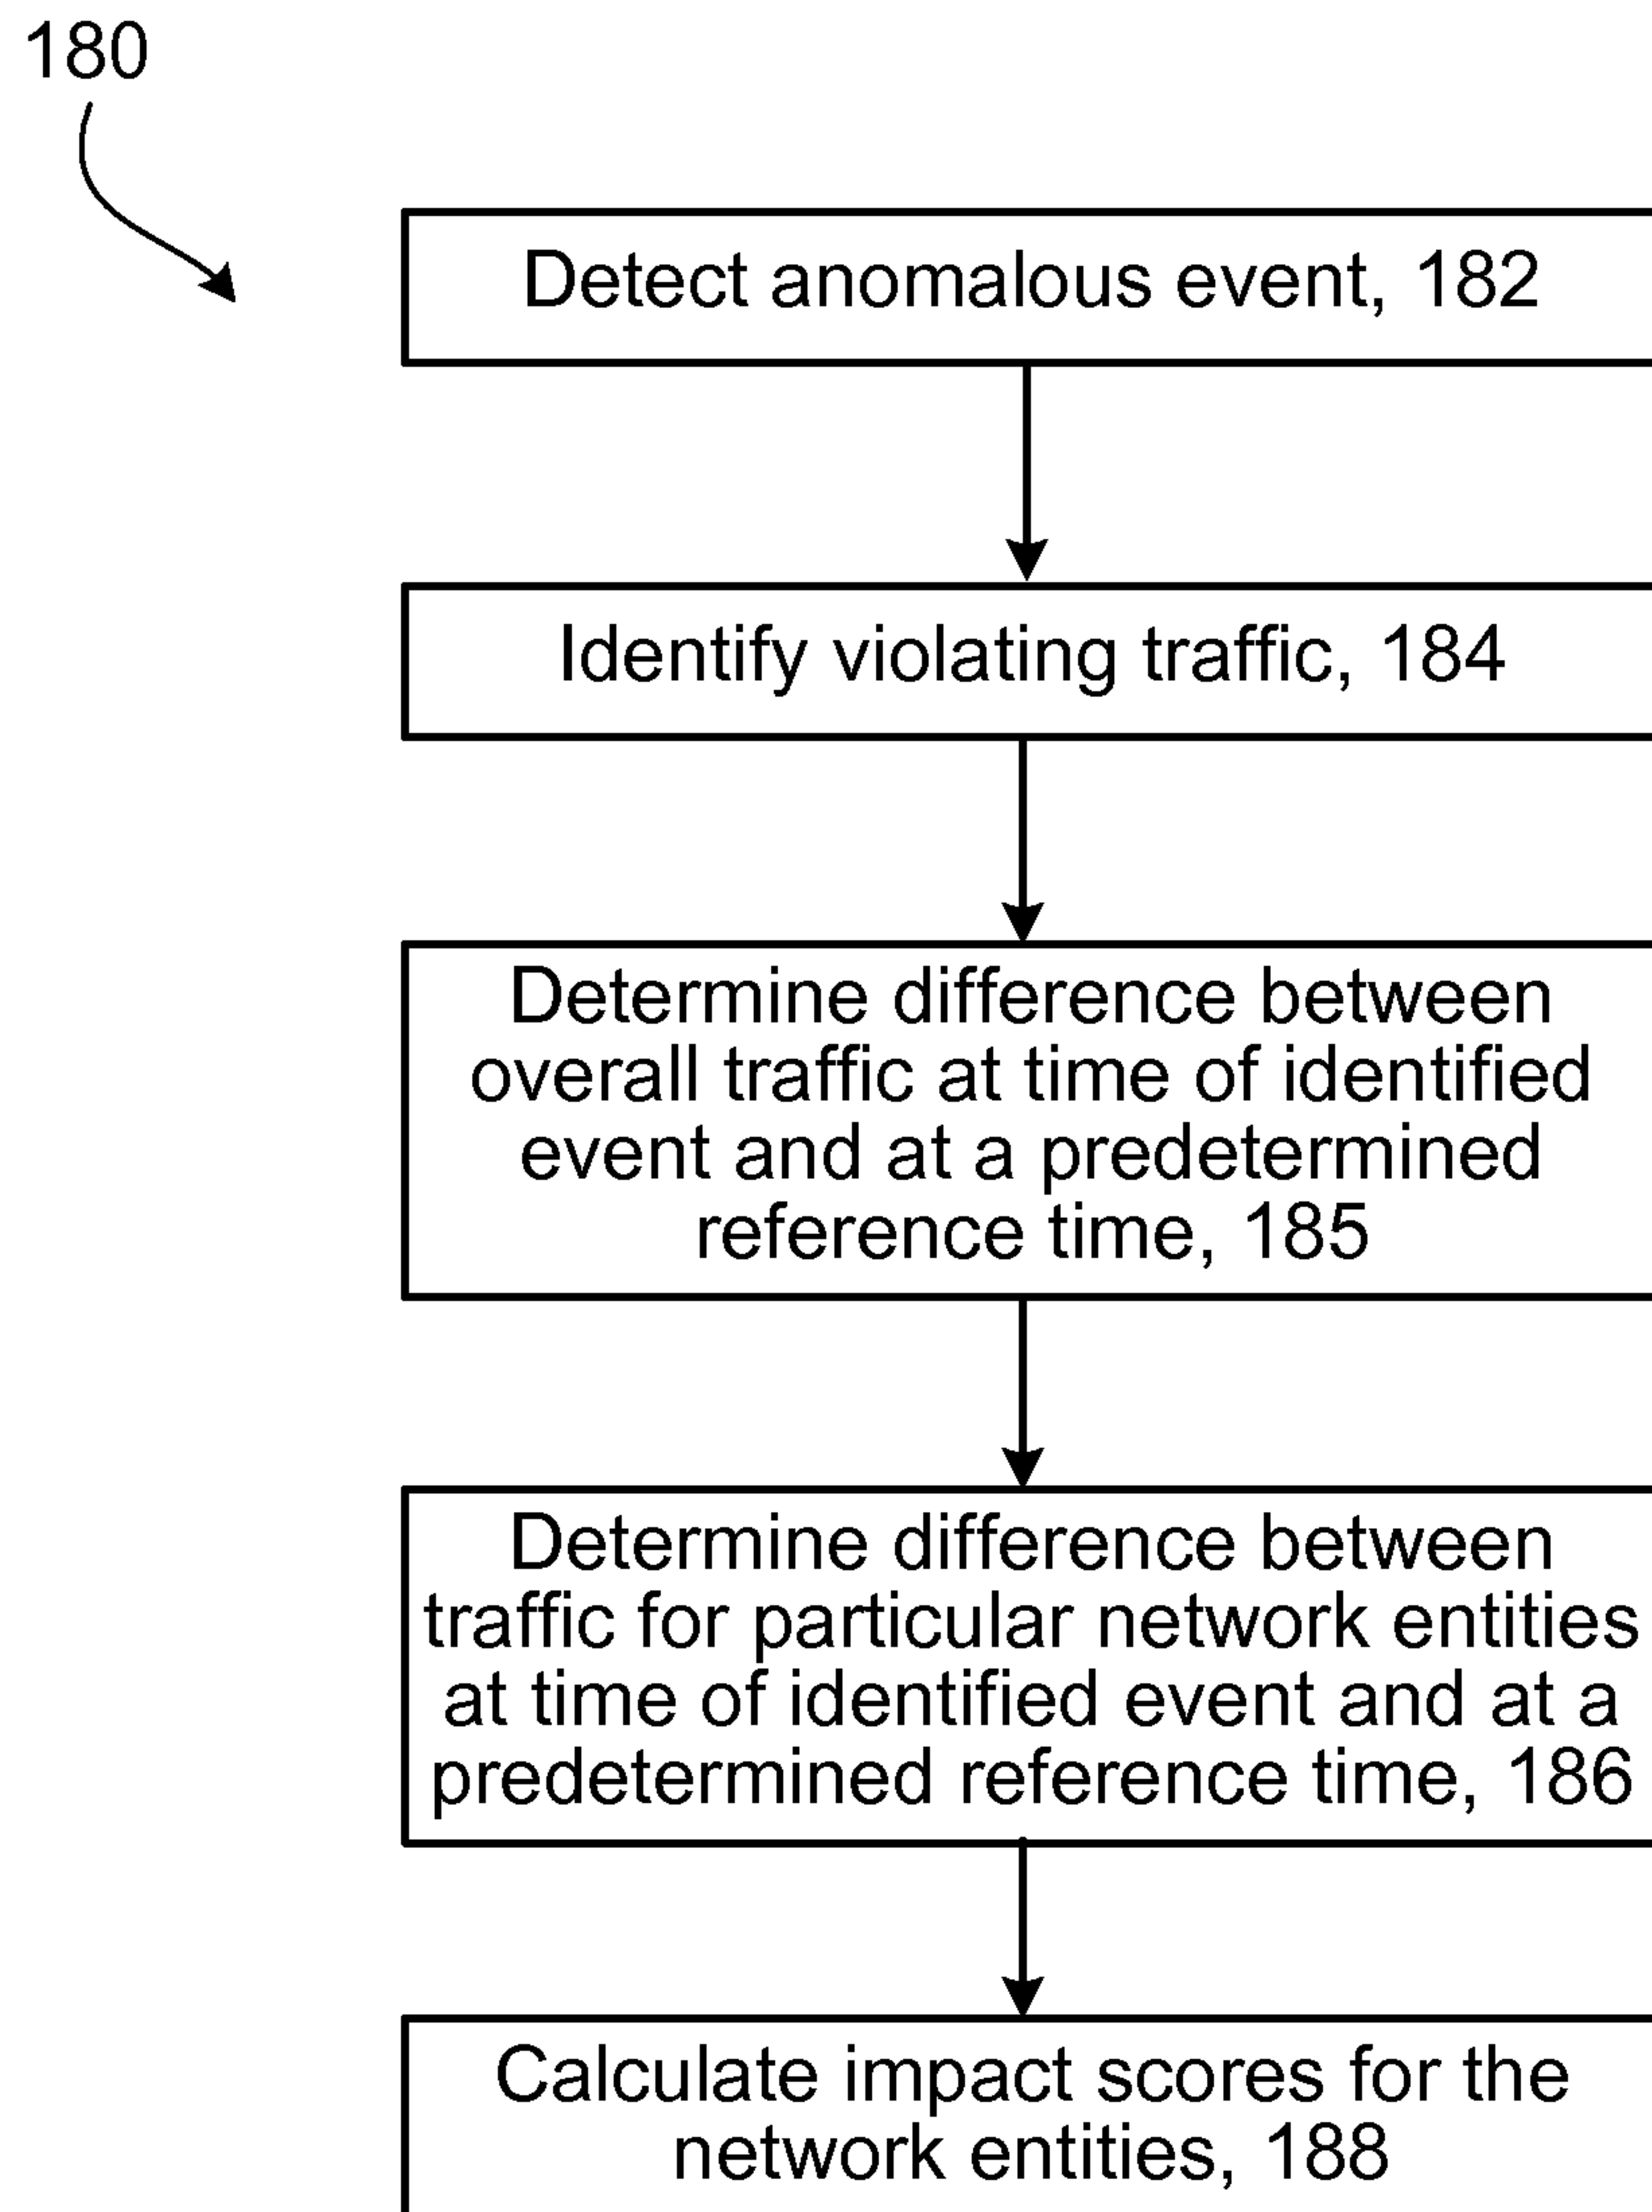 180
Detect anomalous event, 182
Identify violating traffic, 184
Determine difference between
overall traffic at time of identified
event and at a predetermined
reference time, 185
Determine difference between
traffic for particular network entities
at time of identified event and at a
predetermined reference time, 186
Calculate impact scores for the
network entities, 188